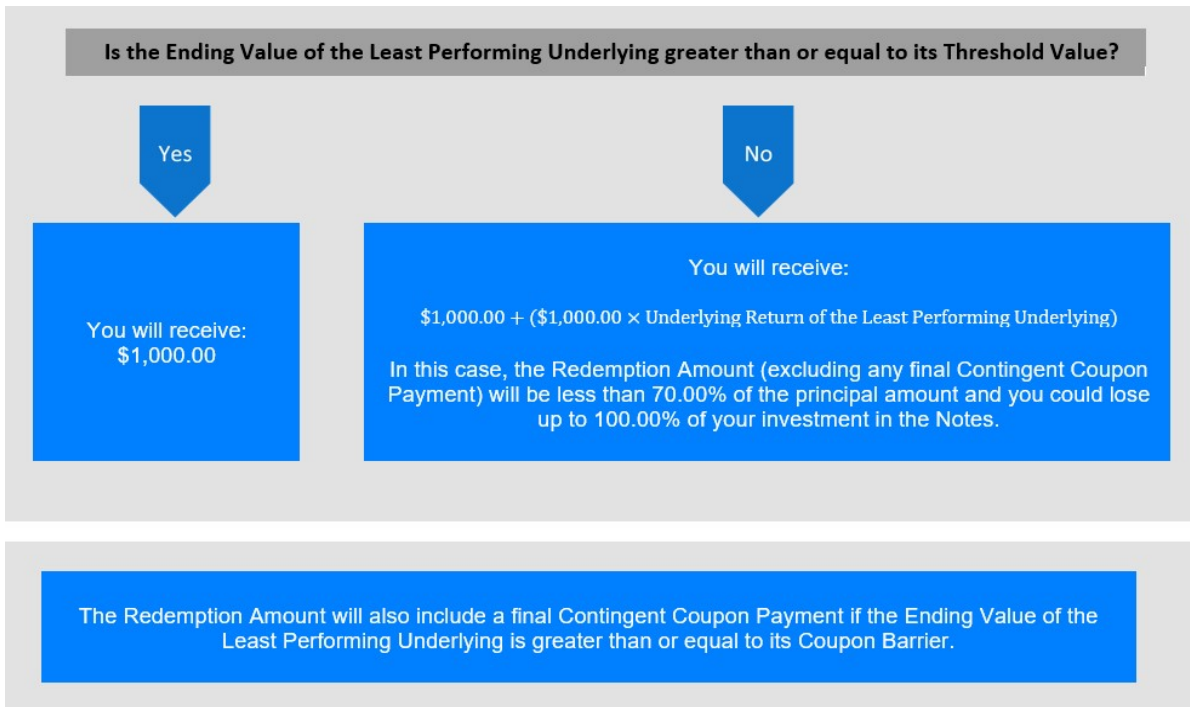 Is the Ending Value of the Least Performing Underlying greater than or equal to its Threshold Value?
Yes
No
You will receive:
$1,000.00
You will receive:
$1,000.00 + ($1,000.00 × Underlying Return of the Least Performing Underlying)
In this case, the Redemption Amount (excluding any final Contingent Coupon
Payment) will be less than 70.00% of the principal amount and you could lose
up to 100.00% of your investment in the Notes.
The Redemption Amount will also include a final Contingent Coupon Payment if the Ending Value of the
Least Performing Underlying is greater than or equal to its Coupon Barrier.